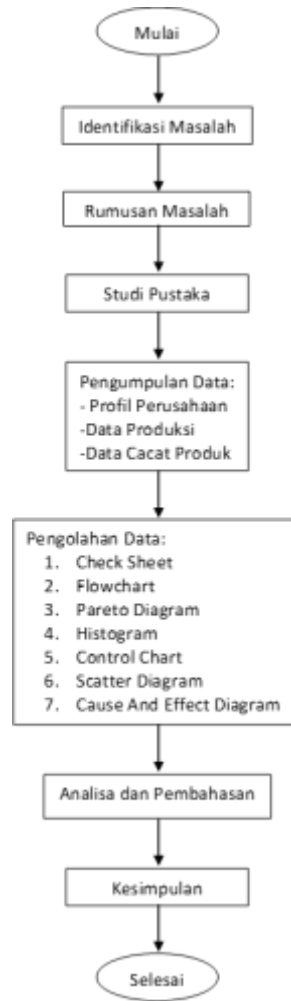 Mulai
Identifikasi Masalah
Rumusan Masalah
Studi Pustaka
Pengumpulan Data:
- Profil Perusahaan
-Data Produksi
-Data Cacat Produk
Pengolahan Data:
1. Check Sheet
2. Flowchart
3. Pareto Diagram
4. Histogram
5. Control Chart
6. Scatter Diagram
7. Cause And Effect Diagram
Analisa dan Pembahasan
Kesimpulan
Selesai